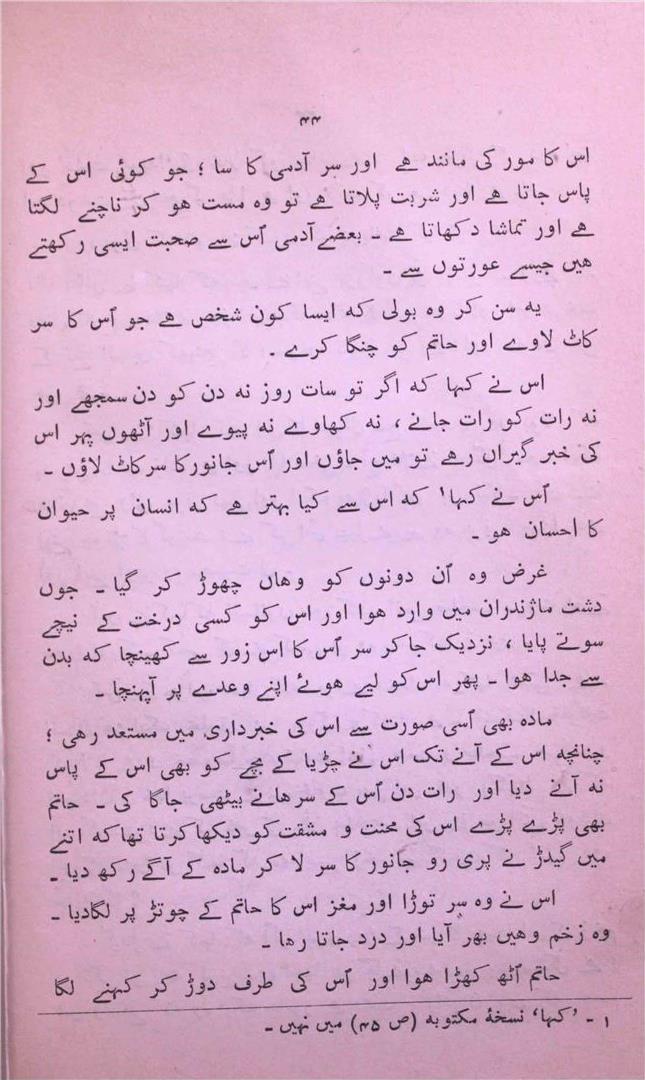 ۴۴
اس کا مور کی مانند ہے اور سر آدمی کا سا ؛ جو کوئی اس کے
پاس جاتا ہے اور شربت پلاتا ہے تو وہ مست ہو کر ناچنے لگتا
ہے اور تماشا دکھاتا ہے ۔ بعضے آدمی اُس سے صحبت ایسی رکھتے
ہیں جیسے عورتوں سے ۔
یہ سن کر وہ بولی کہ ایسا کون شخص ہے جو اُس کا سر
کاٹ لاوے اور حاتم کو چنگا کرے ۔
اس نے کہا کہ اگر تو سات روز نہ دن کو دن سمجھے اور
نہ رات کو رات جانے ، نہ کھاوے نہ پیوے اور آٹھوں پہر اس
کی خبر گیراں رہے تو میں جاؤں اور اُس جانور کا سر کاٹ لاؤں ۔
اُس نے کہا۱ کہ اس سے کیا بہتر ہے کہ انسان پر حیوان
کا احسان ہو ۔
غرض وہ اُن دونوں کو وہاں چھوڑ کر گیا ۔ جوں
دشت ماژندران میں وارد ہوا اور اس کو کسی درخت کے نیچے
سوتے پایا ، نزدیک جا کر سر اُس کا اس زور سے کھینچا کہ بدن
سے جدا ہوا ۔ پھر اس کو لیے ہوئے اپنے وعدے پر آپہنچا ۔
مادہ بھی اُسی صورت سے اس کی خبرداری میں مستعد رہی ؛
چنانچہ اس کے آنے تک اس نے چڑیا کے بچے کو بھی اس کے پاس
نہ آنے دیا اور رات دن اُس کے سرھانے بیٹھی جاگا کی ۔ حاتم
بھی پڑے پڑے اس کی محنت و مشقت کو دیکھا کرتا تھا کہ اتنے
میں گیدڑ نے پری رو جانور کا سر لا کر مادہ کے آگے رکھ دیا ۔
اس نے وہ سر توڑا اور مغز اس کا حاتم کے چوتڑ پر لگادیا ۔
وہ زخم وہیں بھر آیا اور درد جاتا رہا ۔
حاتم اُٹھ کھڑا ہوا اور اُس کی طرف دوڑ کر کہنے لگا
۱ ۔ ’کہا‘ نسخۂ مکتوبہ (ص ۴۵) میں نہیں ۔